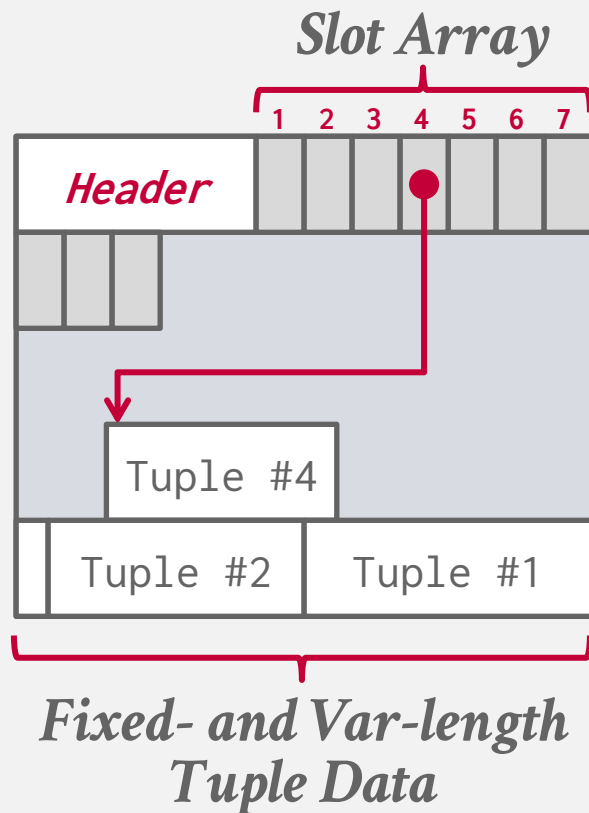 Slot Array
1 2 3 4 5 6 7
Header
Tuple #4
Tuple #2 Tuple #1
Fixed- and Var-length
Tuple Data